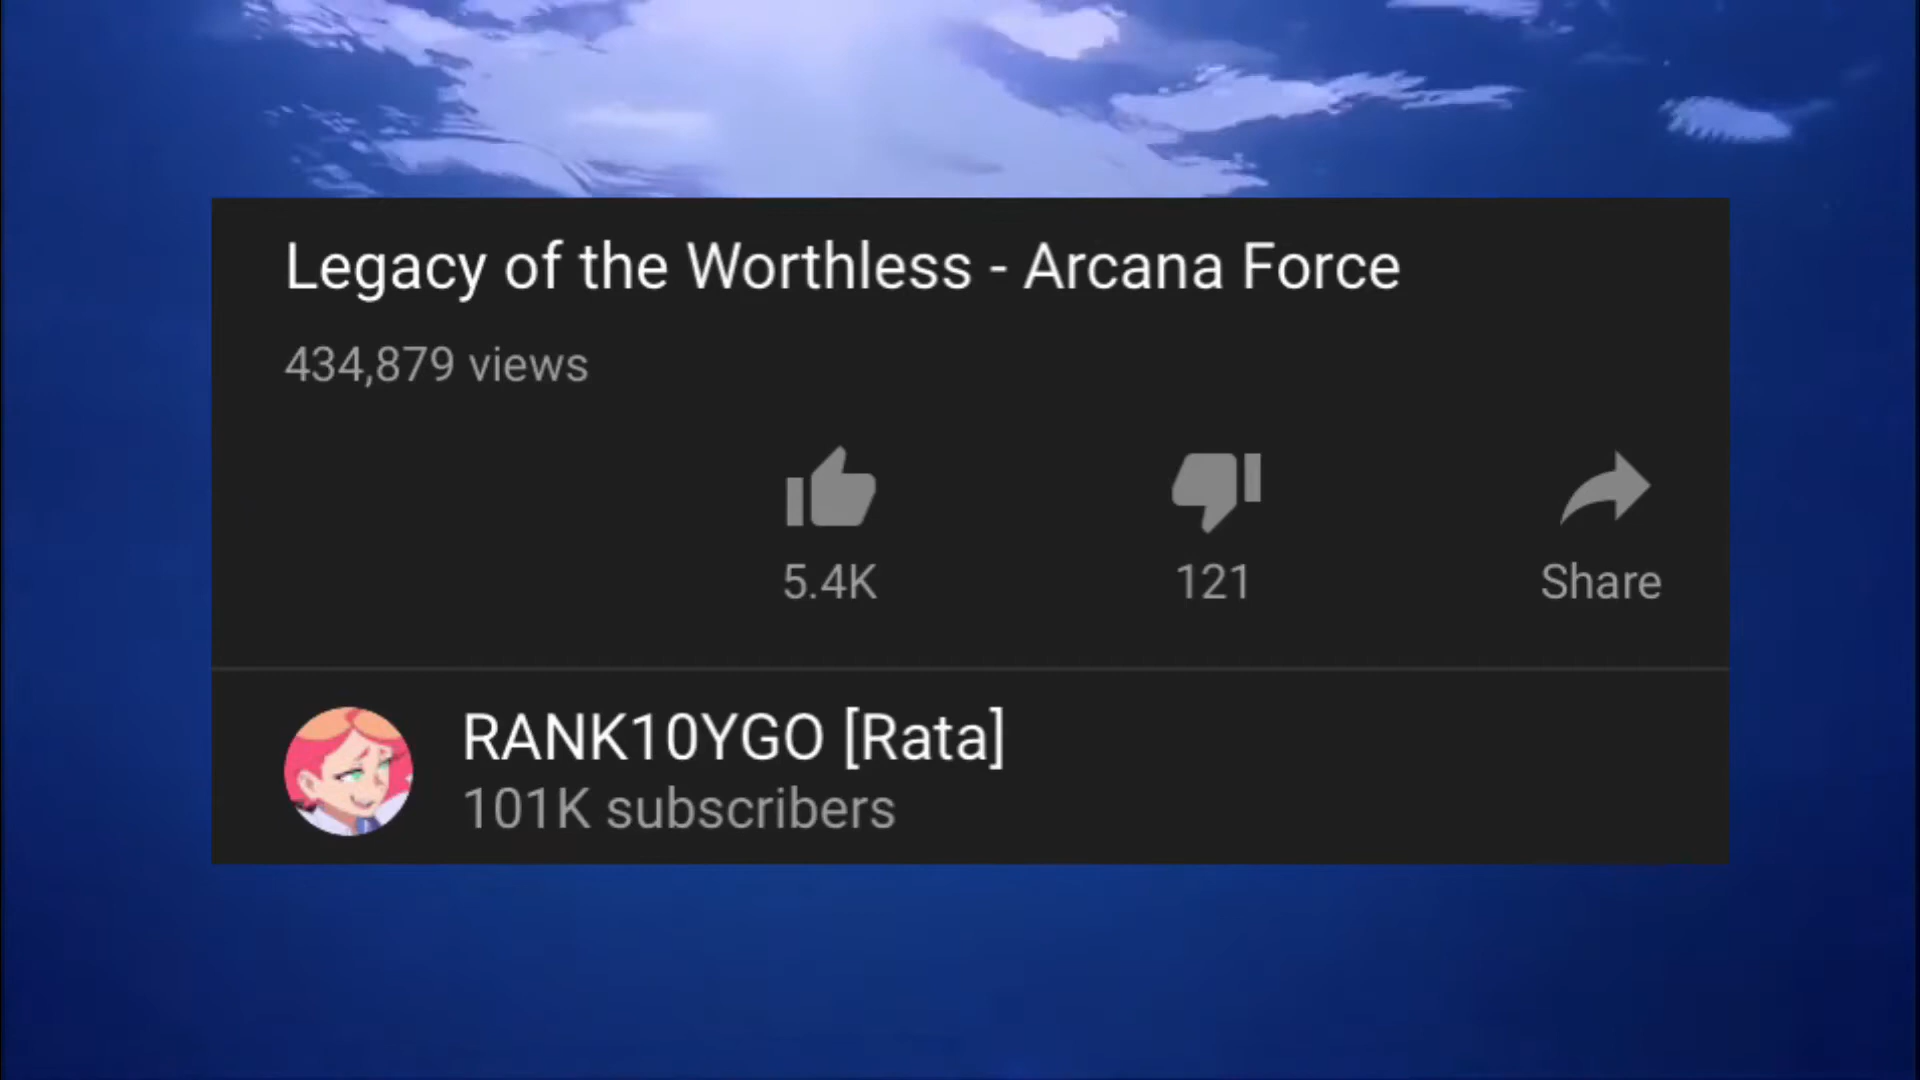 Legacy of the Worthless - Arcana Force
434,879 views
5.4K 121 Share
RANK10YGO [Rata]
101K subscribers